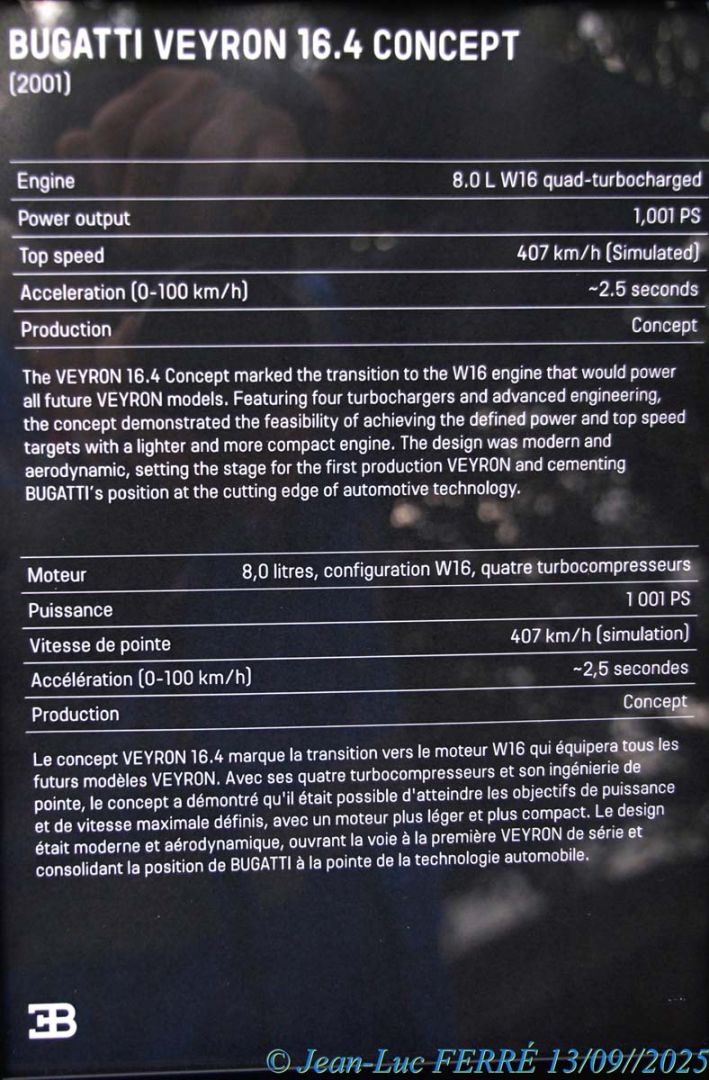 BUGATTI VEYRON 16.4 CONCEPT
(2001)
Engine 8.0 L W16 quad-turbocharged
Power output 1,001 PS
Top speed 407 km/h (Simulated)
Acceleration (0-100 km/h) ~2.5 seconds
Production Concept
The VEYRON 16.4 Concept marked the transition to the W16 engine that would power
all future VEYRON models. Featuring four turbochargers and advanced engineering,
the concept demonstrated the feasibility of achieving the defined power and top speed
targets with a lighter and more compact engine. The design was modern and
aerodynamic, setting the stage for the first production VEYRON and cementing
BUGATTI's position at the cutting edge of automotive technology.
Moteur 8,0 litres, configuration W16, quatre turbocompresseurs
Puissance 1 001 PS
Vitesse de pointe 407 km/h (simulation)
Accélération (0-100 km/h) ~2,5 secondes
Production Concept
Le concept VEYRON 16.4 marque la transition vers le moteur W16 qui équipera tous les
futurs modèles VEYRON. Avec ses quatre turbocompresseurs et son ingénierie de
pointe, le concept a démontré qu'il était possible d'atteindre les objectifs de puissance
et de vitesse maximale définis, avec un moteur plus léger et plus compact. Le design
était moderne et aérodynamique, ouvrant la voie à la première VEYRON de série et
consolidant la position de BUGATTI à la pointe de la technologie automobile.
EB
© Jean-Luc FERRÉ 13/09//2025